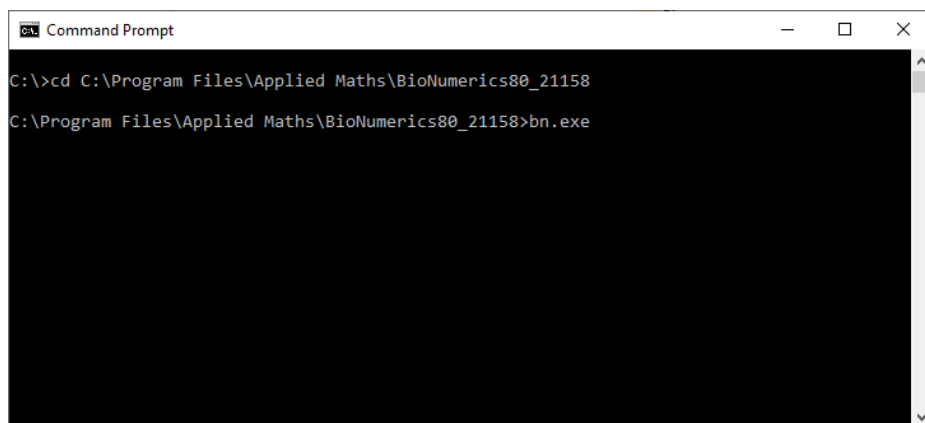 Command Prompt
C:\>cd C:\Program Files\Applied Maths\BioNumerics80_21158
C:\Program Files\Applied Maths\BioNumerics80_21158>bn.exe